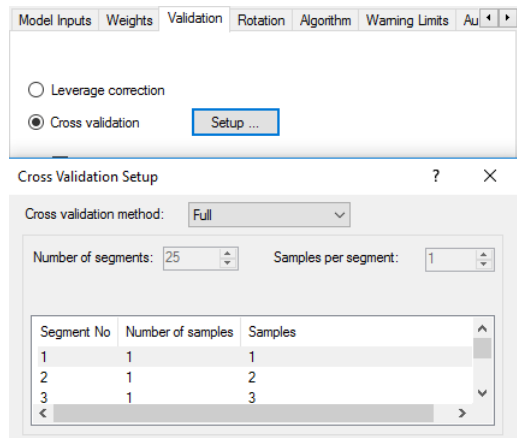 Model Inputs Weights Validation Rotation Algorithm Warning Limits Au
Leverage correction
Cross validation Setup ...
Cross Validation Setup ? X
Cross validation method: Full
Number of segments: 25 Samples per segment: 1
Segment No Number of samples Samples
1 1 1
2 1 2
3 1 3